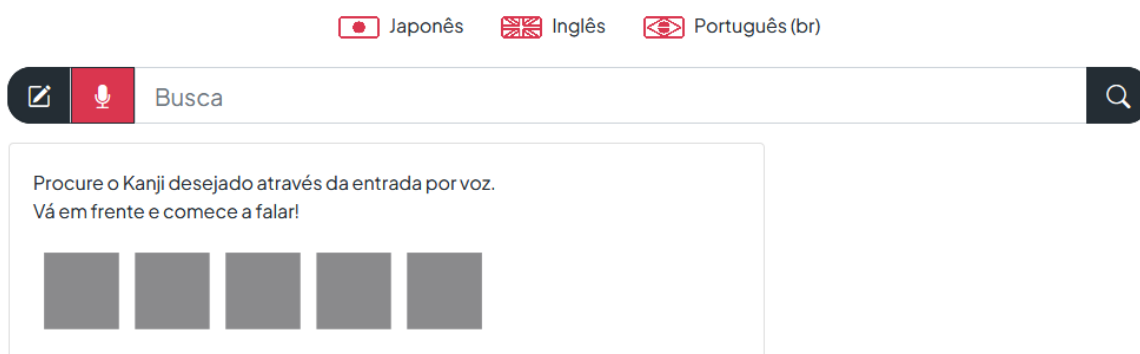 Japonês Inglês Português (br)
Busca
Procure o Kanji desejado através da entrada por voz.
Vá em frente e comece a falar!